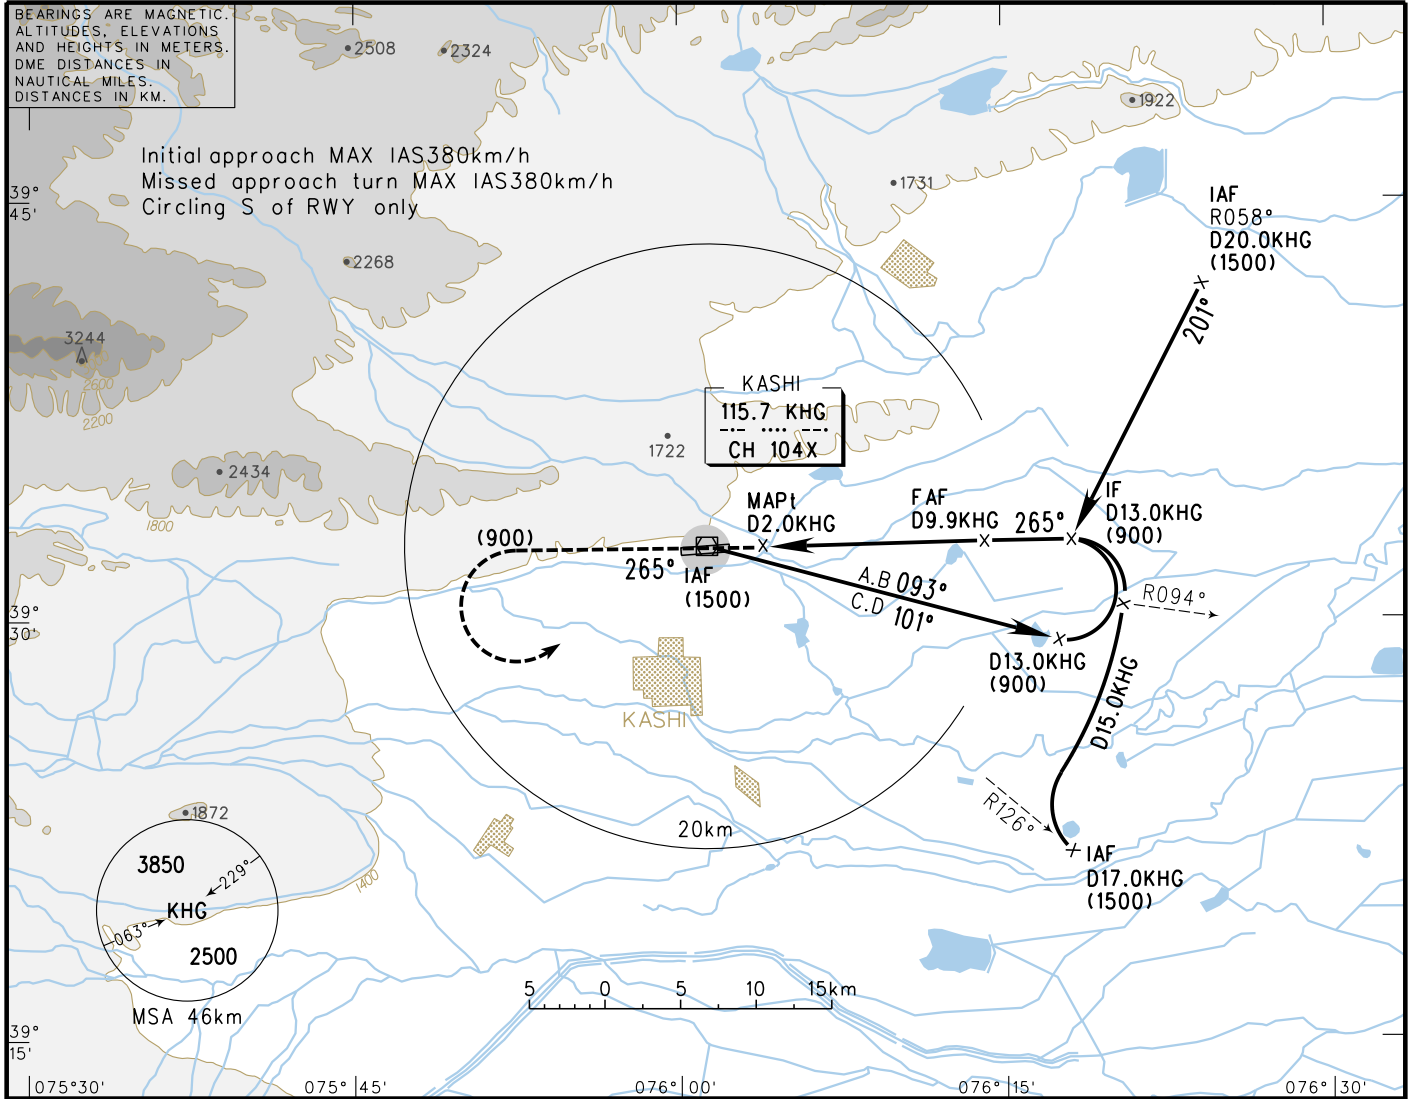 BEARINGS ARE MAGNETIC.
ALTITUDES, ELEVATIONS
AND HEIGHTS IN METERS.
DME DISTANCES IN
NAUTICAL MILES.
DISTANCES IN KM.
2508
2324
1922
Initial approach MAX IAS380km/h
Missed approach turn MAX IAS380km/h
Circling S of RWY only
1731
39°
45'
IAF
R058°
D20.0KHG
(1500)
2268
201°
3244
2600
2200
KASHI
115.7 KHG
CH 104X
1722
2434
1800
MAPt
D2.0KHG
FAF
D9.9KHG
265°
IF
D13.0KHG
(900)
(900)
265°
IAF
(1500)
A.B 093°
C.D 101°
R094°
39°
30'
D13.0KHG
(900)
D15.0KHG
KASHI
R126°
20km
1872
IAF
D17.0KHG
(1500)
1400
3850
229°
KHG
063°
2500
MSA 46km
5 0 5 10 15km
39°
15'
075°30' 075°45' 076°00' 076°15' 076°30'